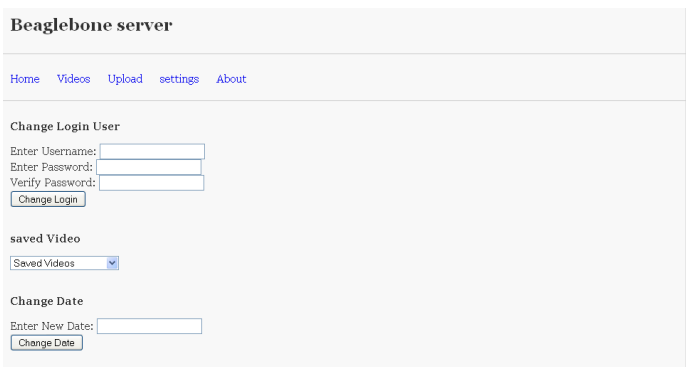 Beaglebone server
Home Videos Upload settings About
Change Login User
Enter Username:
Enter Password:
Verify Password:
Change Login
saved Video
Saved Videos
Change Date
Enter New Date:
Change Date